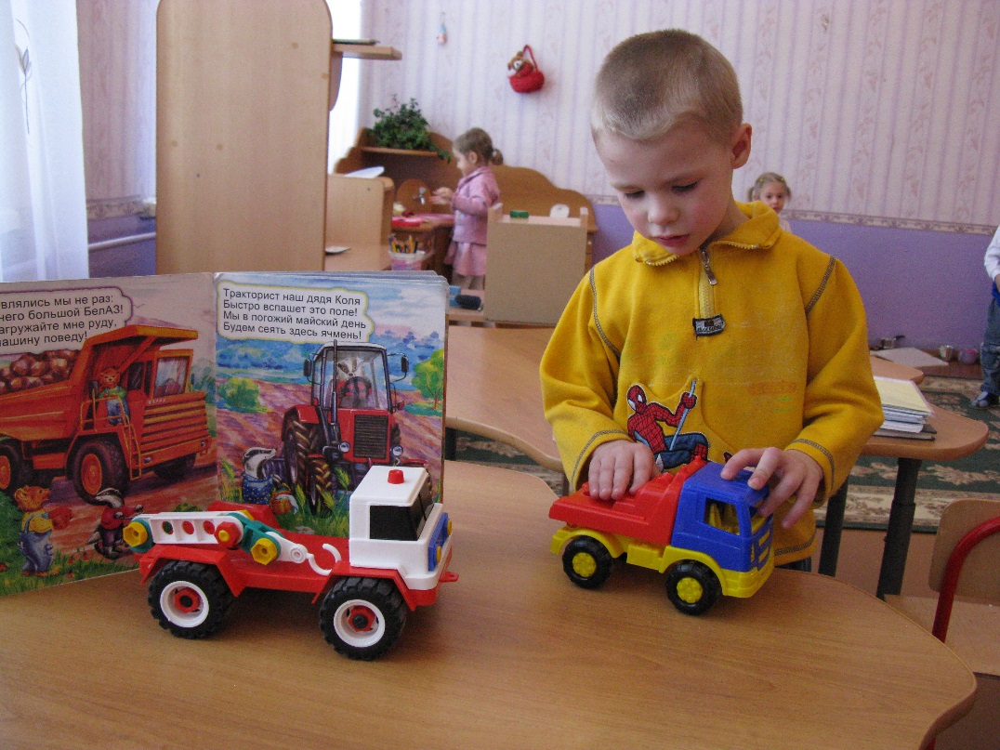 влялись мы не раз:
него большой БелАЗ!
агружайте мне руду,
ашину поведу!
Тракторист наш дядя Коля
Быстро вспашет это поле!
Мы в погожий майский день
Будем сеять здесь ячмень!